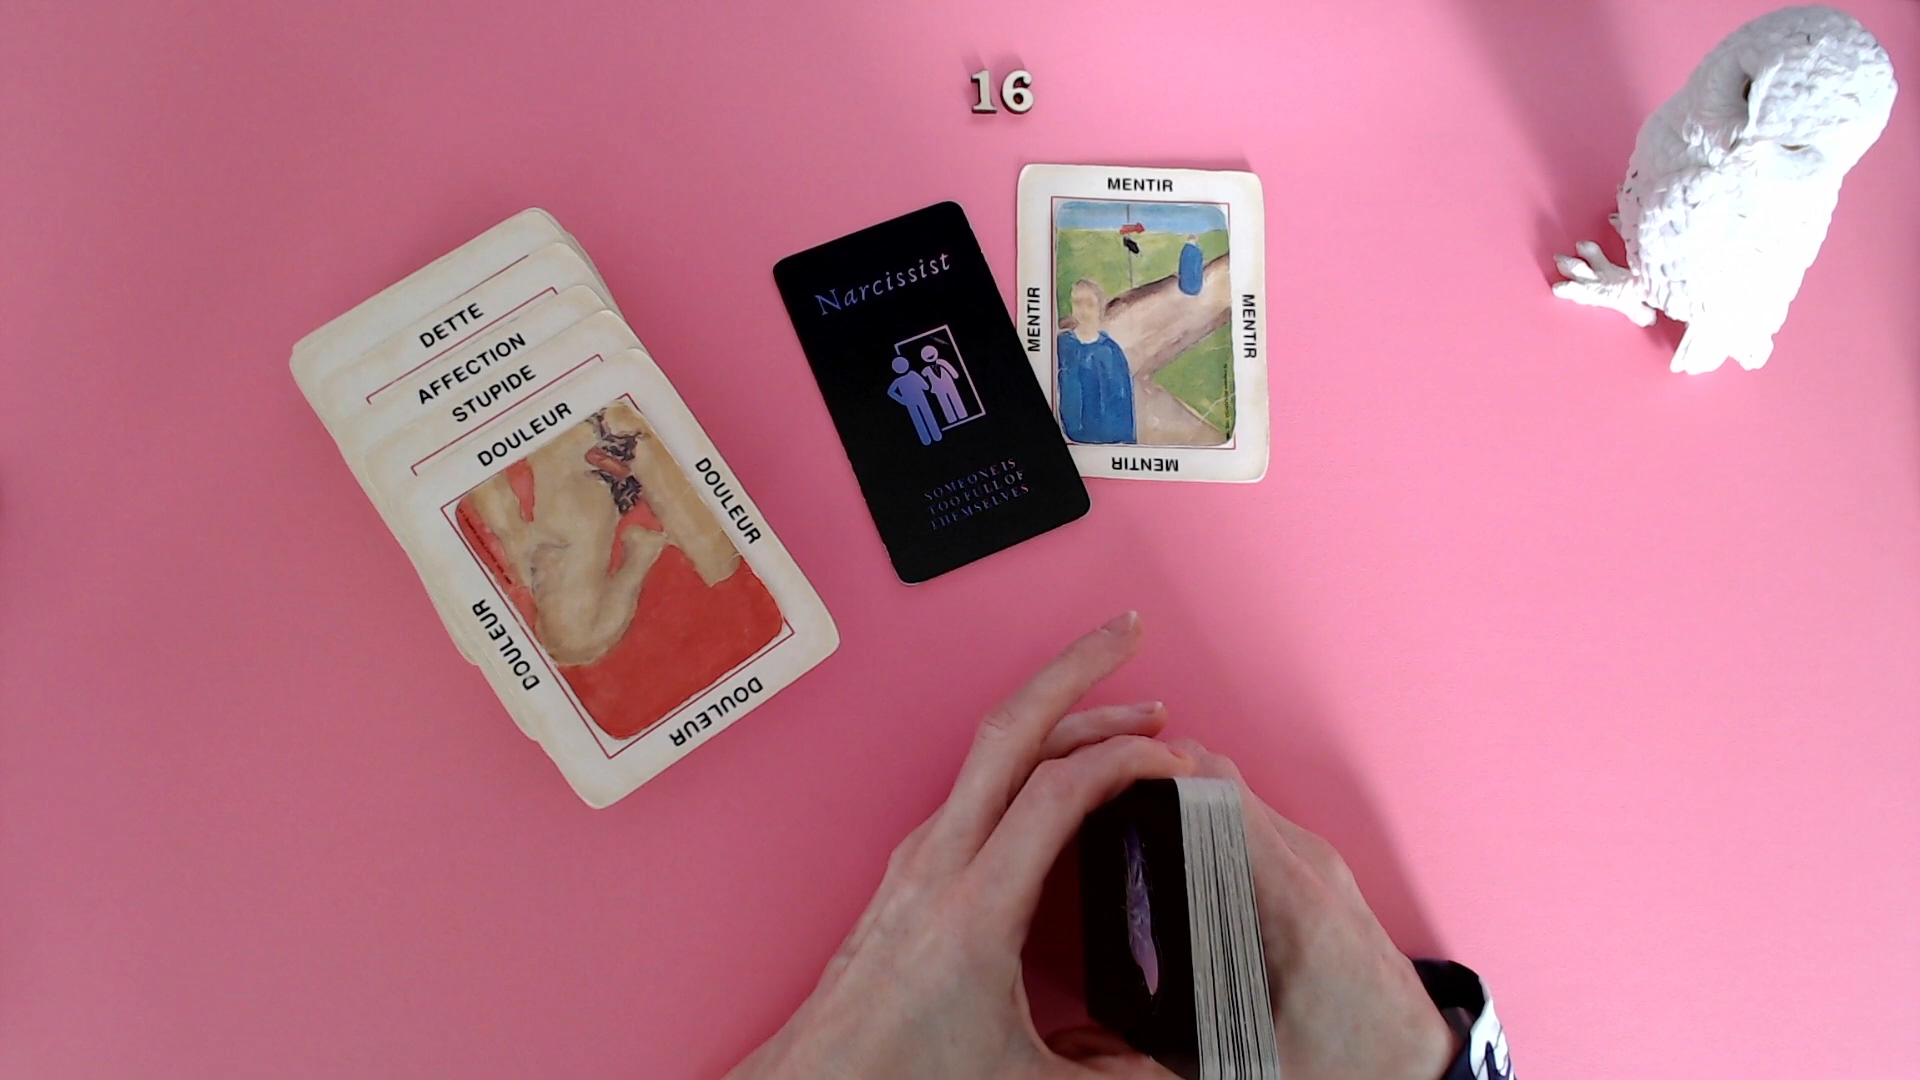 16
DETTE
AFFECTION
STUPIDE
DOULEUR
DOULEUR
DOULEUR
DOULEUR
Narcissist
SOMEONE IS
TOO FULL OF
THEMSELVES
MENTIR
MENTIR
MENTIR
MENTIR